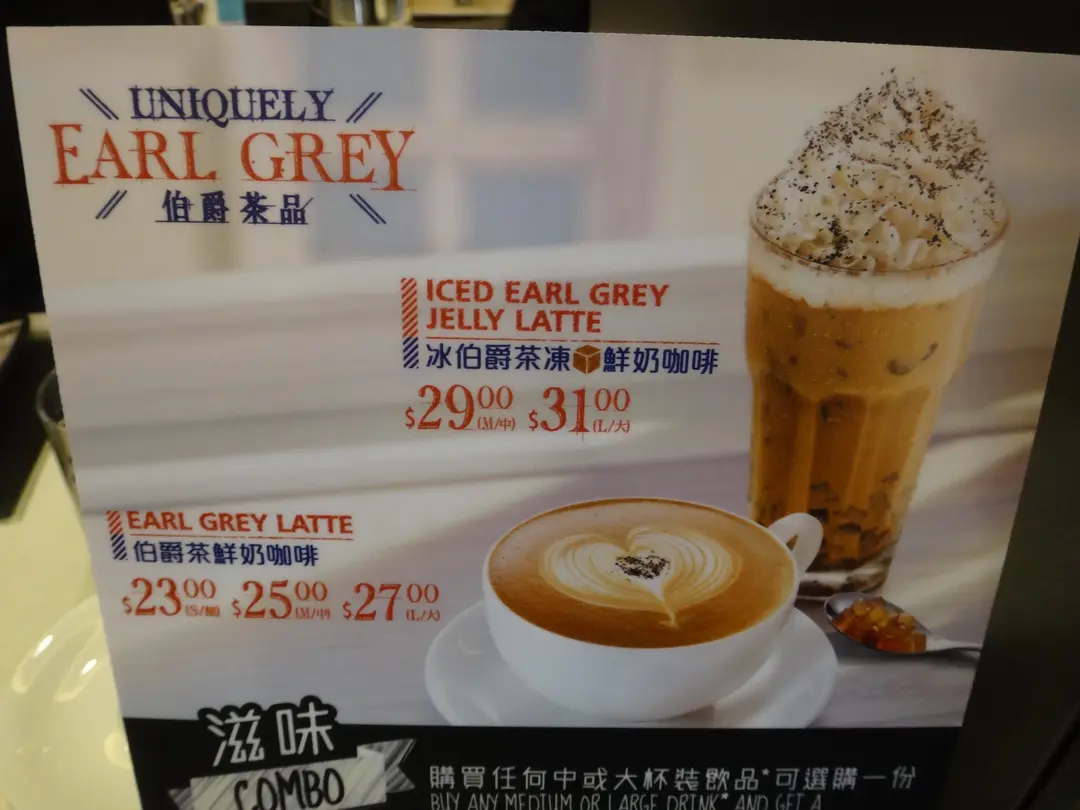 UNIQUELY
EARL GREY
伯爵茶品
ICED EARL GREY
JELLY LATTE
冰伯爵茶凍鮮奶咖啡
$29.00 (M/中) $31.00 (L/大)
EARL GREY LATTE
伯爵茶鮮奶咖啡
$23.00 (S/細) $25.00 (M/中) $27.00 (L/大)
滋味
COMBO
購買任何中或大杯裝飲品*可選購一份
BUY ANY MEDIUM OR LARGE DRINK* AND GET A